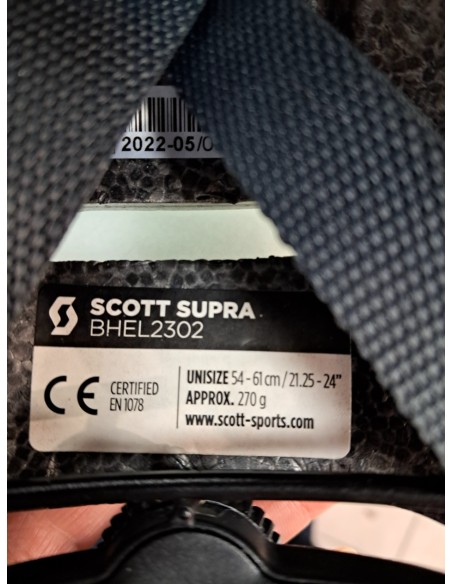 2022-05/0
SCOTT SUPRA
BHEL2302
CE
CERTIFIED
EN 1078
UNISIZE 54 - 61 cm / 21.25 - 24"
APPROX. 270 g
www.scott-sports.com